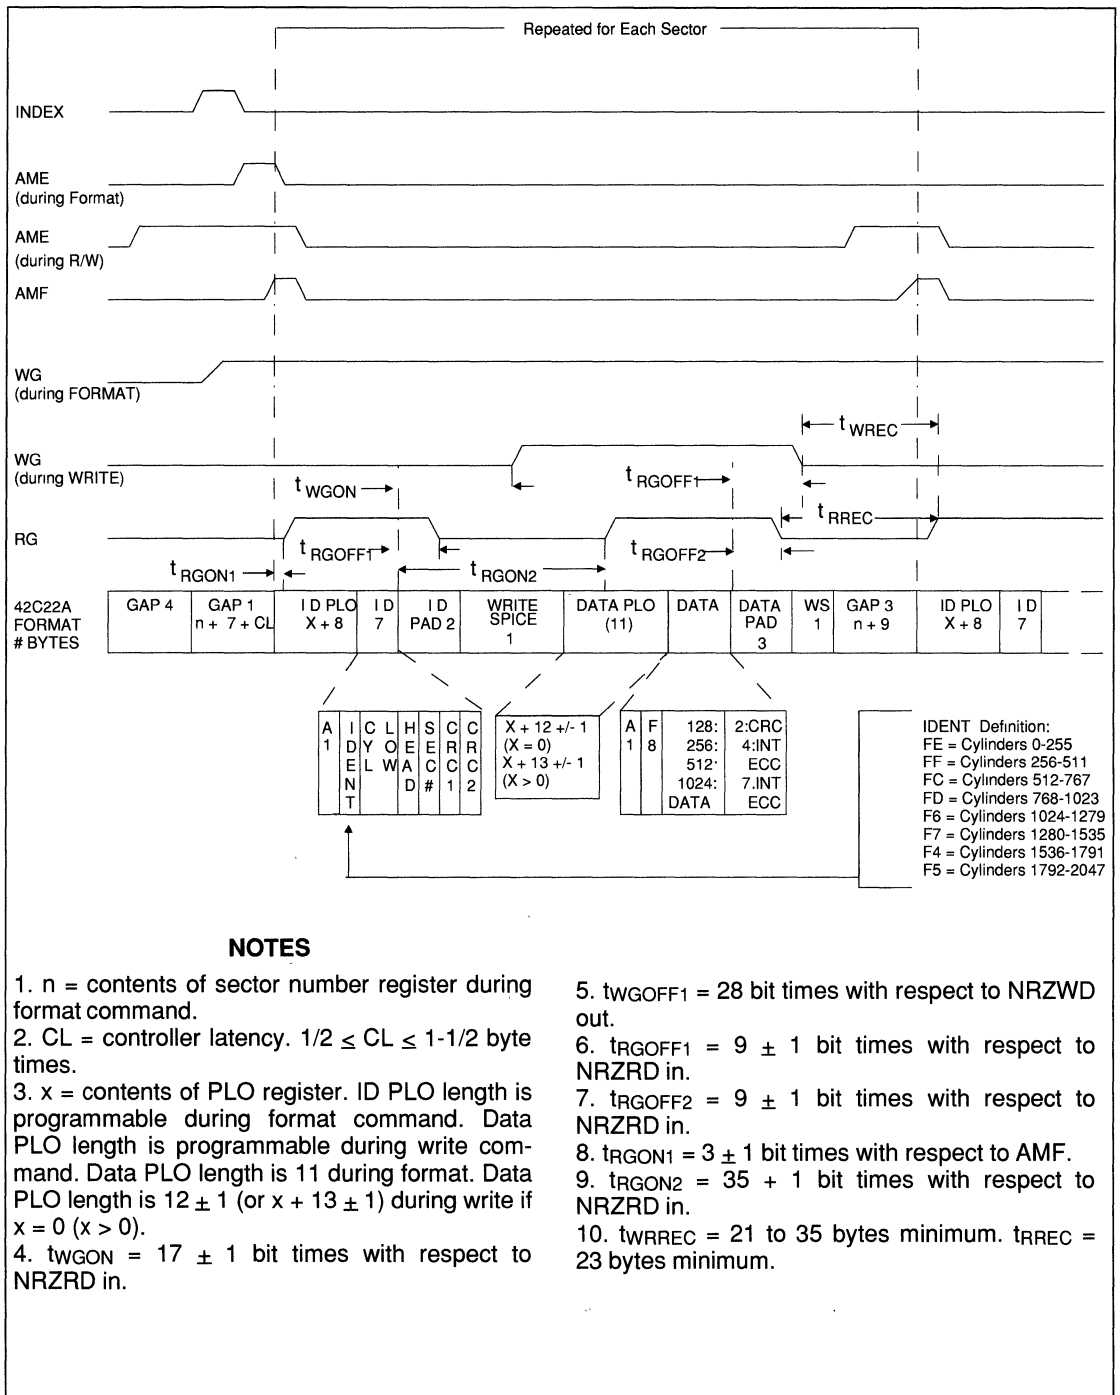 Repeated for Each Sector
INDEX
AME
(during Format)
AME
(during R/W)
AMF
WG
(during FORMAT)
t WREC
WG
(during WRITE)
t WGON
t RGOFF1
t RREC
RG
t RGOFF1
t RGOFF2
t RGON1
t RGON2
42C22A
FORMAT
# BYTES
GAP 4
GAP 1
n + 7 + CL
I D PLO
X + 8
I D
7
I D
PAD 2
WRITE
SPICE
1
DATA PLO
(11)
DATA
DATA
PAD
3
WS
1
GAP 3
n + 9
ID PLO
X + 8
I D
7
A1
IDENT
CYL
LOW
HEAD
SEC#
CRC1
CRC2
X + 12 +/- 1
(X = 0)
X + 13 +/- 1
(X > 0)
A1
F8
128:
256:
512:
1024:
DATA
2:CRC
4:INT
ECC
7.INT
ECC
IDENT Definition:
FE = Cylinders 0-255
FF = Cylinders 256-511
FC = Cylinders 512-767
FD = Cylinders 768-1023
F6 = Cylinders 1024-1279
F7 = Cylinders 1280-1535
F4 = Cylinders 1536-1791
F5 = Cylinders 1792-2047
NOTES
1. n = contents of sector number register during
format command.
2. CL = controller latency. 1/2 ≤ CL ≤ 1-1/2 byte
times.
3. x = contents of PLO register. ID PLO length is
programmable during format command. Data
PLO length is programmable during write com-
mand. Data PLO length is 11 during format. Data
PLO length is 12 ± 1 (or x + 13 ± 1) during write if
x = 0 (x > 0).
4. tWGON = 17 ± 1 bit times with respect to
NRZRD in.
5. tWGOFF1 = 28 bit times with respect to NRZWD
out.
6. tRGOFF1 = 9 ± 1 bit times with respect to
NRZRD in.
7. tRGOFF2 = 9 ± 1 bit times with respect to
NRZRD in.
8. tRGON1 = 3 ± 1 bit times with respect to AMF.
9. tRGON2 = 35 + 1 bit times with respect to
NRZRD in.
10. tWRREC = 21 to 35 bytes minimum. tRREC =
23 bytes minimum.